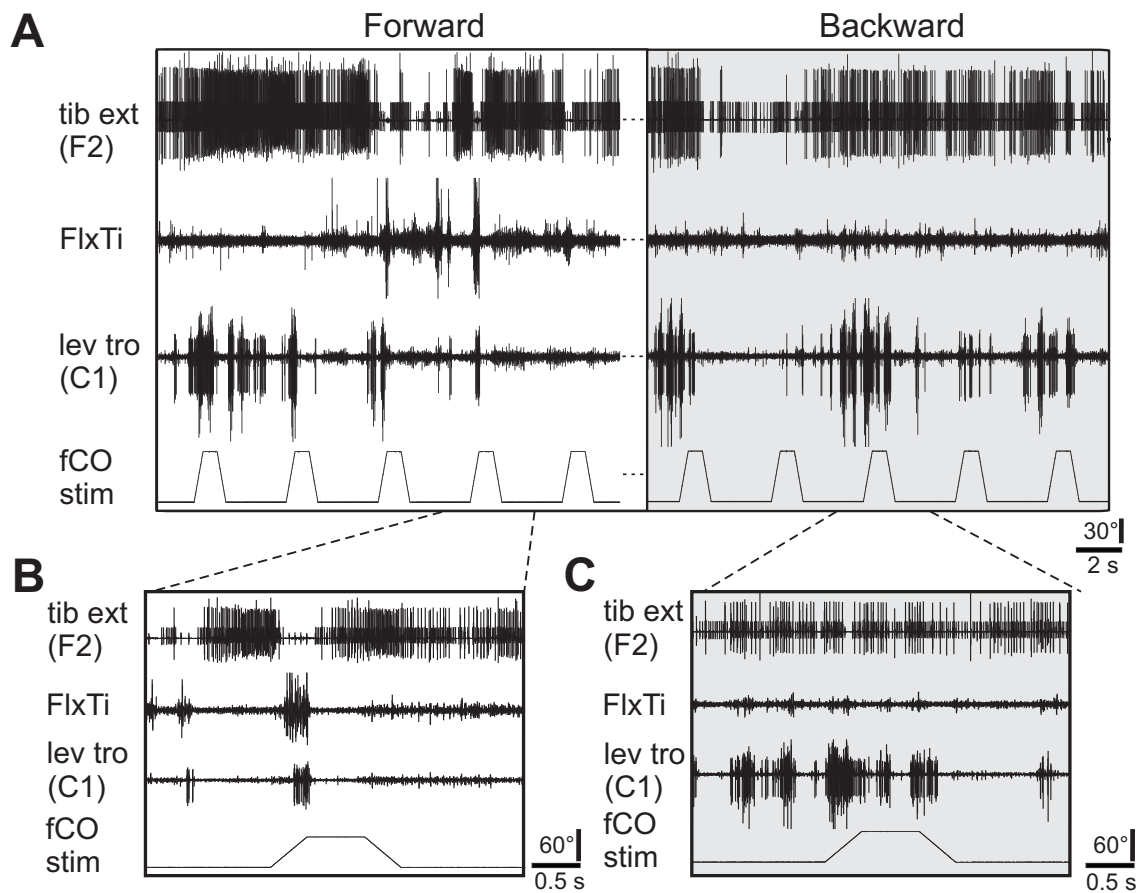 A
Forward
Backward
tib ext
(F2)
FlxTi
lev tro
(C1)
fCO
stim
30°
2 s
B
tib ext
(F2)
FlxTi
lev tro
(C1)
fCO
stim
60°
0.5 s
C
tib ext
(F2)
FlxTi
lev tro
(C1)
fCO
stim
60°
0.5 s